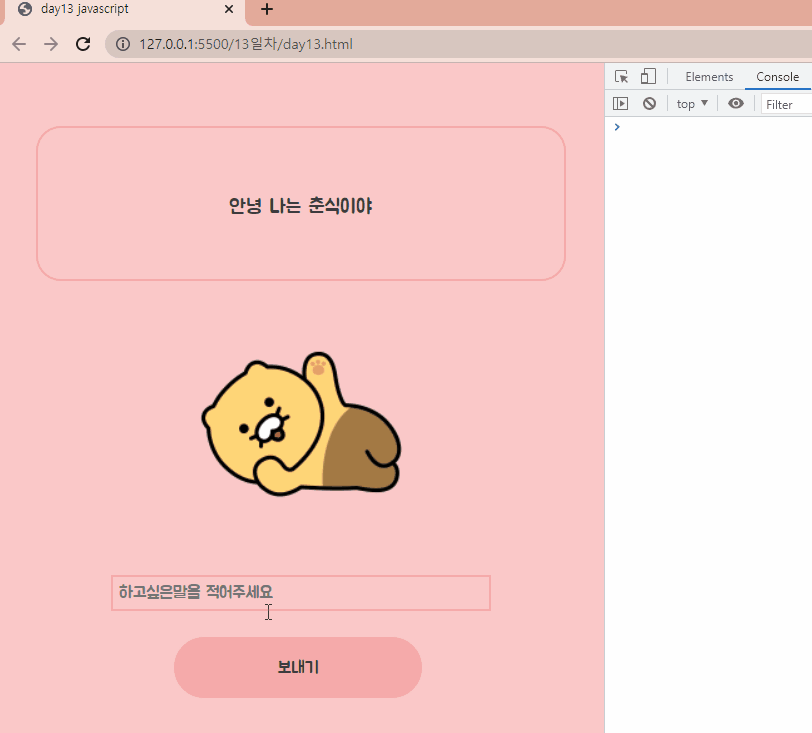 day13 javascript
127.0.0.1:5500/13일차/day13.html
Elements Console
top Filter
안녕 나는 춘식이야
하고싶은말을 적어주세요
보내기